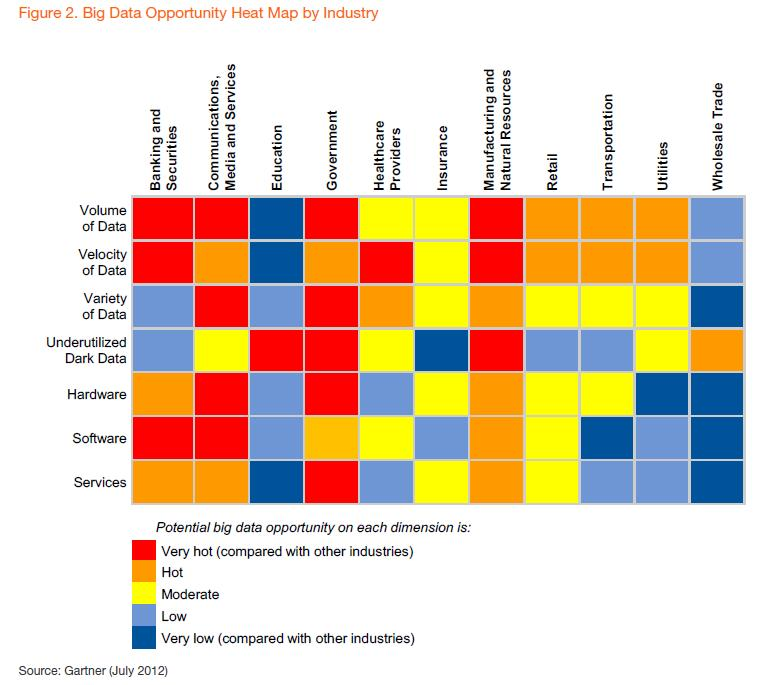 Figure 2. Big Data Opportunity Heat Map by Industry
Banking and
Securities
Communications,
Media and Services
Education
Government
Healthcare
Providers
Insurance
Manufacturing and
Natural Resources
Retail
Transportation
Utilities
Wholesale Trade
Volume
of Data
Velocity
of Data
Variety
of Data
Underutilized
Dark Data
Hardware
Software
Services
Potential big data opportunity on each dimension is:
Very hot (compared with other industries)
Hot
Moderate
Low
Very low (compared with other industries)
Source: Gartner (July 2012)